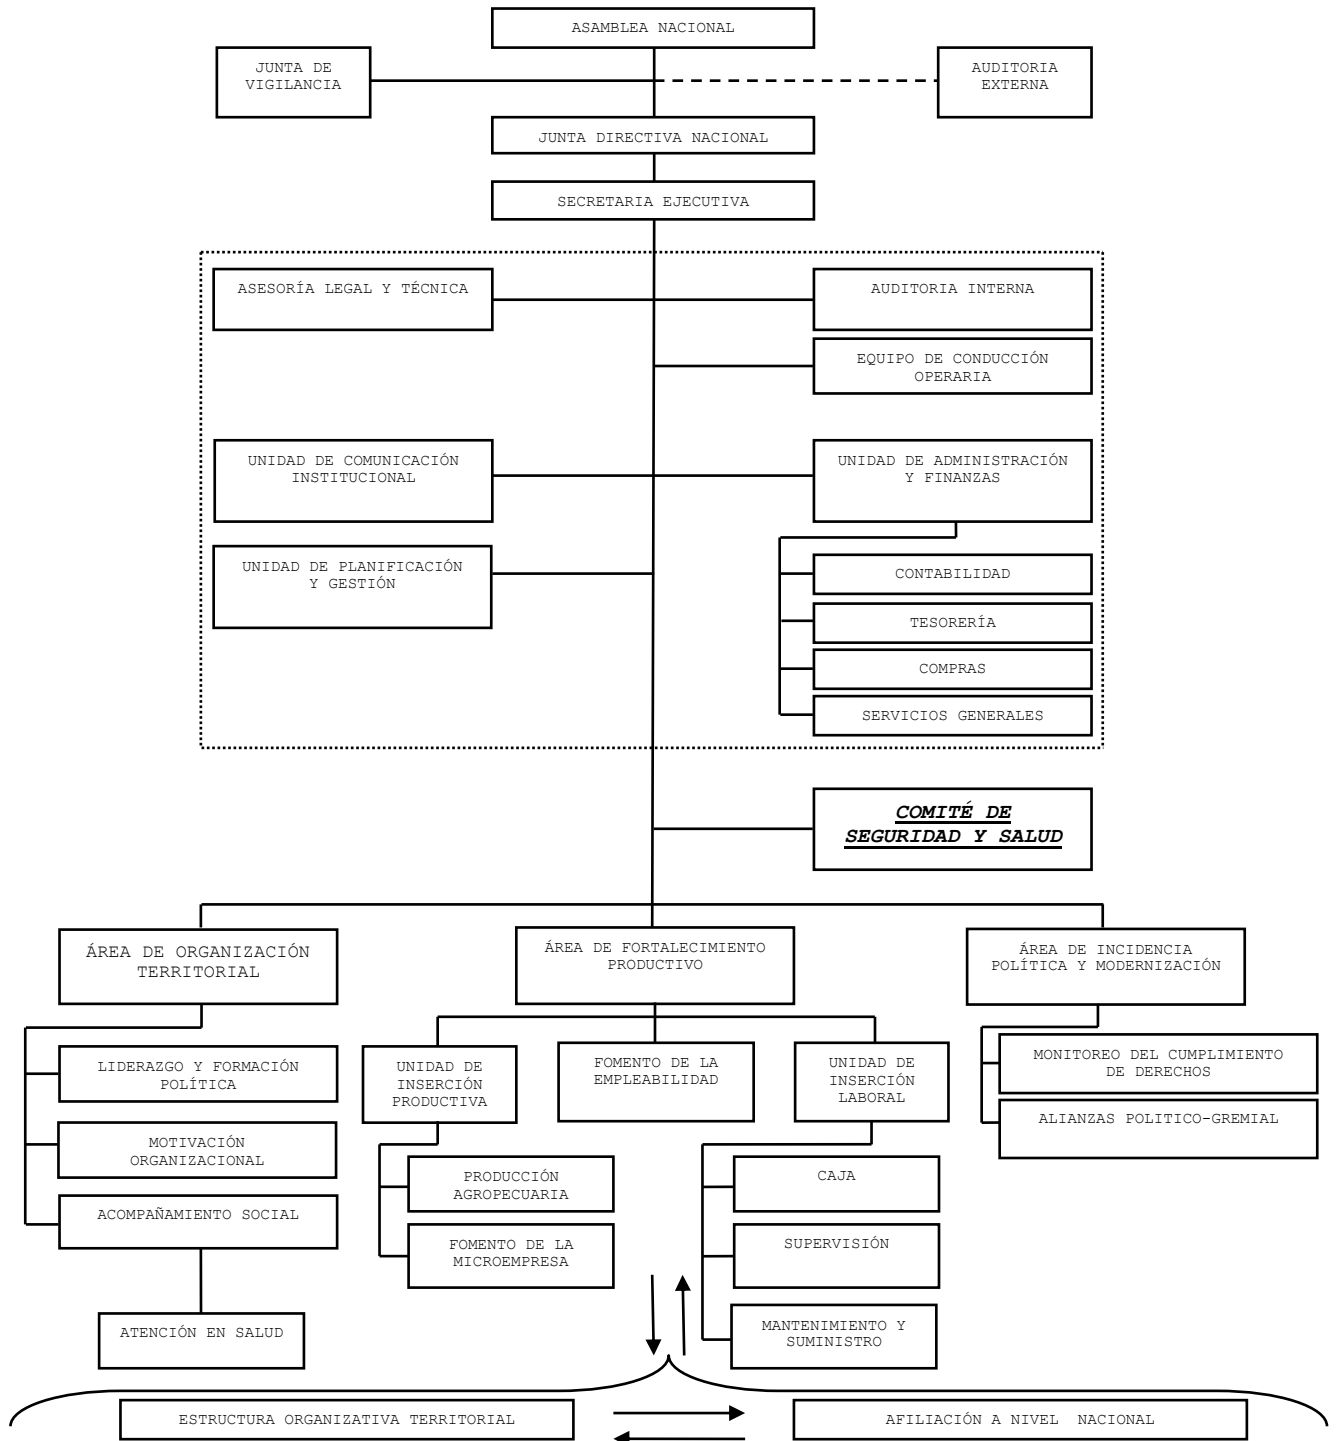 ASAMBLEA NACIONAL
JUNTA DE
VIGILANCIA
AUDITORIA
EXTERNA
JUNTA DIRECTIVA NACIONAL
SECRETARIA EJECUTIVA
ASESORÍA LEGAL Y TÉCNICA
AUDITORIA INTERNA
EQUIPO DE CONDUCCIÓN
OPERARIA
UNIDAD DE COMUNICACIÓN
INSTITUCIONAL
UNIDAD DE ADMINISTRACIÓN
Y FINANZAS
UNIDAD DE PLANIFICACIÓN
Y GESTIÓN
CONTABILIDAD
TESORERÍA
COMPRAS
SERVICIOS GENERALES
COMITÉ DE
SEGURIDAD Y SALUD
ÁREA DE ORGANIZACIÓN
TERRITORIAL
ÁREA DE FORTALECIMIENTO
PRODUCTIVO
ÁREA DE INCIDENCIA
POLÍTICA Y MODERNIZACIÓN
LIDERAZGO Y FORMACIÓN
POLÍTICA
MOTIVACIÓN
ORGANIZACIONAL
ACOMPAÑAMIENTO SOCIAL
ATENCIÓN EN SALUD
UNIDAD DE
INSERCIÓN
PRODUCTIVA
FOMENTO DE LA
EMPLEABILIDAD
UNIDAD DE
INSERCIÓN
LABORAL
PRODUCCIÓN
AGROPECUARIA
FOMENTO DE LA
MICROEMPRESA
CAJA
SUPERVISIÓN
MANTENIMIENTO Y
SUMINISTRO
MONITOREO DEL CUMPLIMIENTO
DE DERECHOS
ALIANZAS POLITICO-GREMIAL
ESTRUCTURA ORGANIZATIVA TERRITORIAL
AFILIACIÓN A NIVEL  NACIONAL